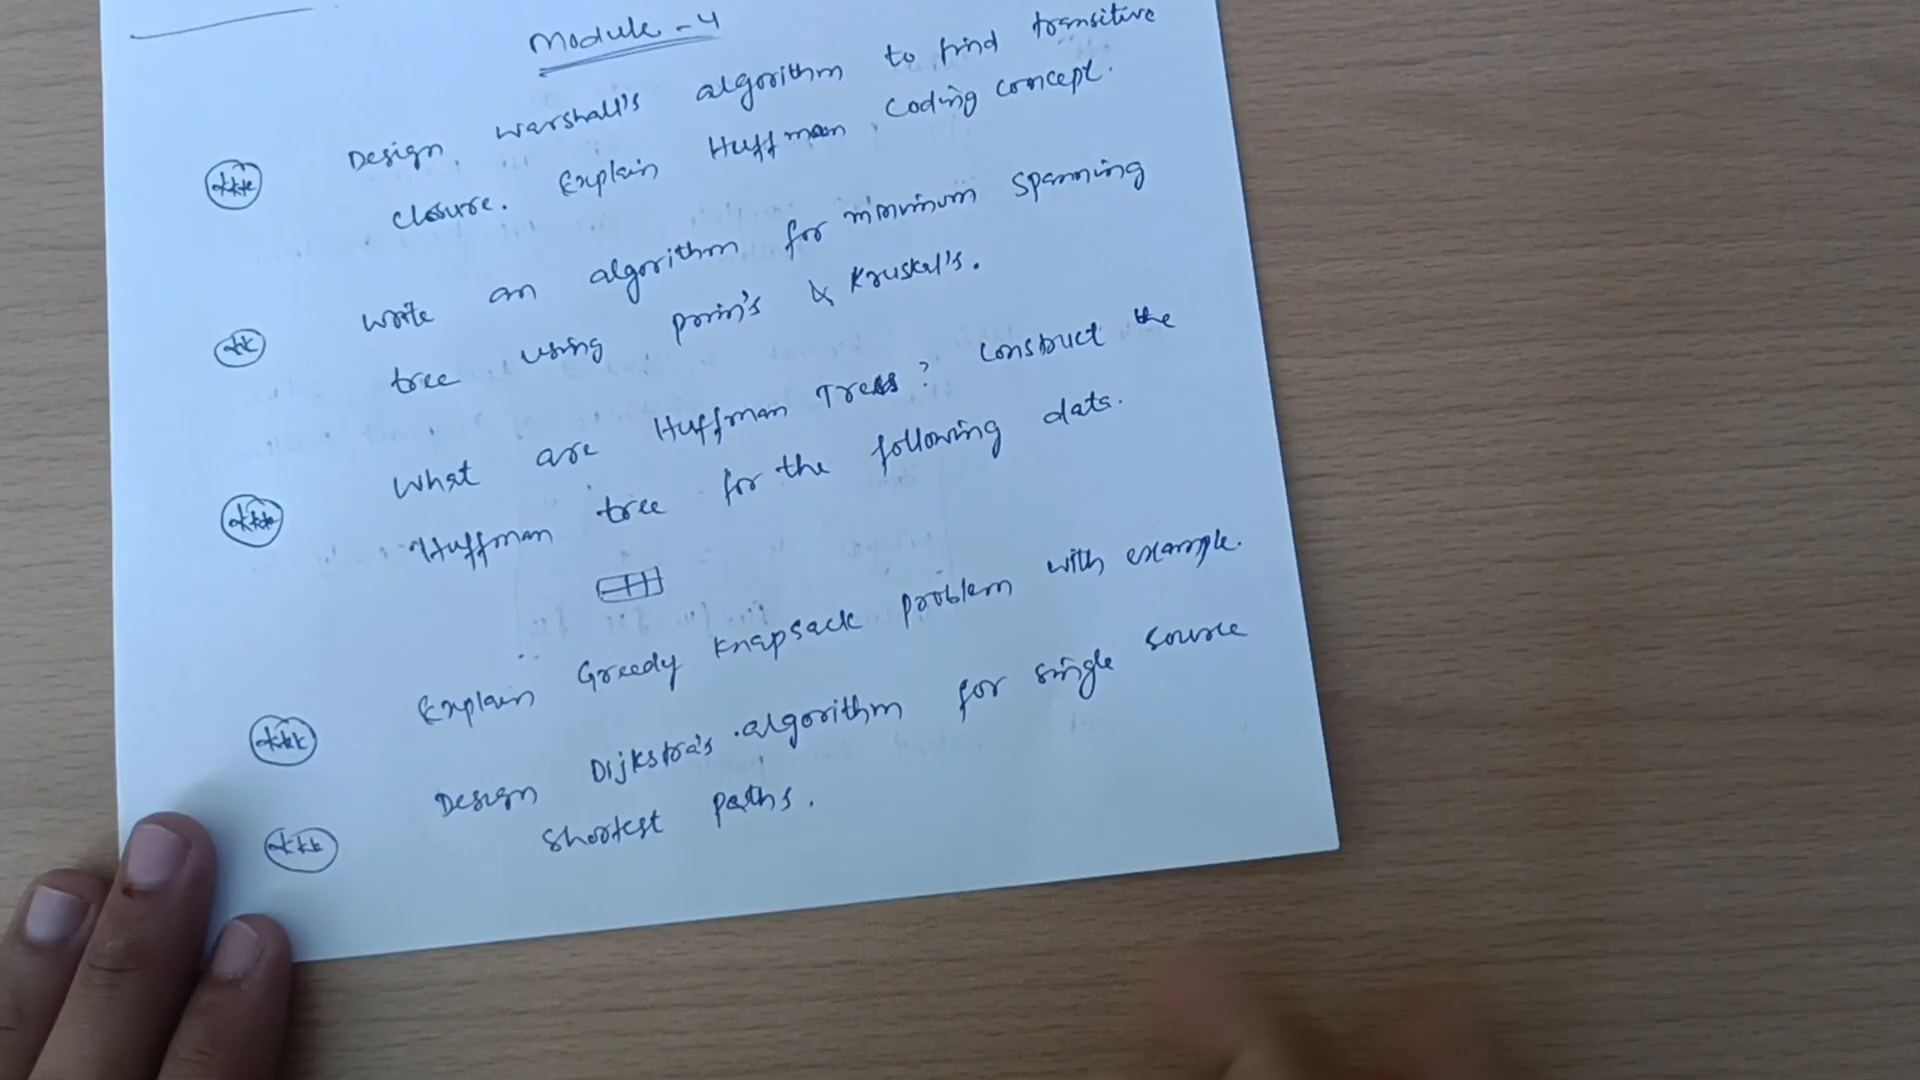 Module - 4
*** Design Warshall's algorithm to find transitive
closure. Explain Huffman Coding concept.
** Write an algorithm for minimum spanning
tree using prim's & Kruskal's.
*** What are Huffman Trees? construct the
Huffman tree for the following data.
*** Explain Greedy Knapsack problem with example.
*** Design Dijkstra's algorithm for single source
shortest paths.